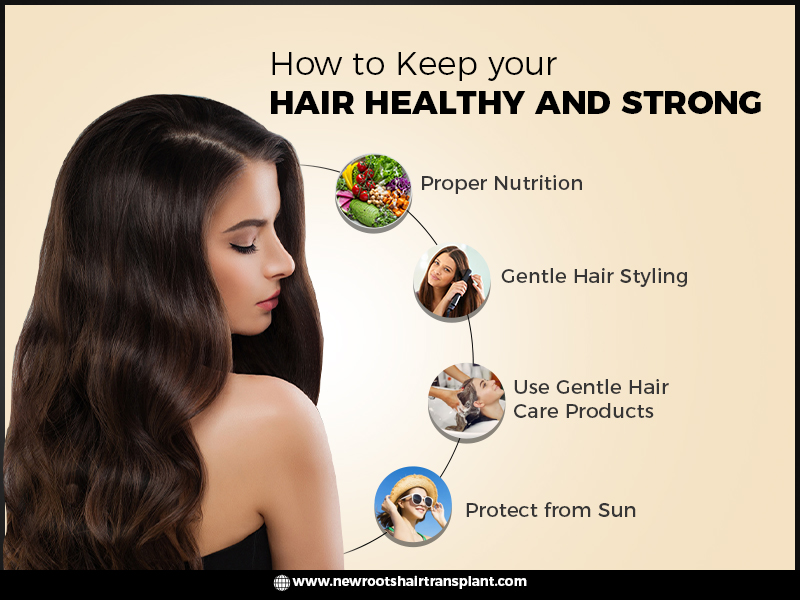 How to Keep your
HAIR HEALTHY AND STRONG
Proper Nutrition
Gentle Hair Styling
Use Gentle Hair
Care Products
Protect from Sun
www.newrootshairtransplant.com